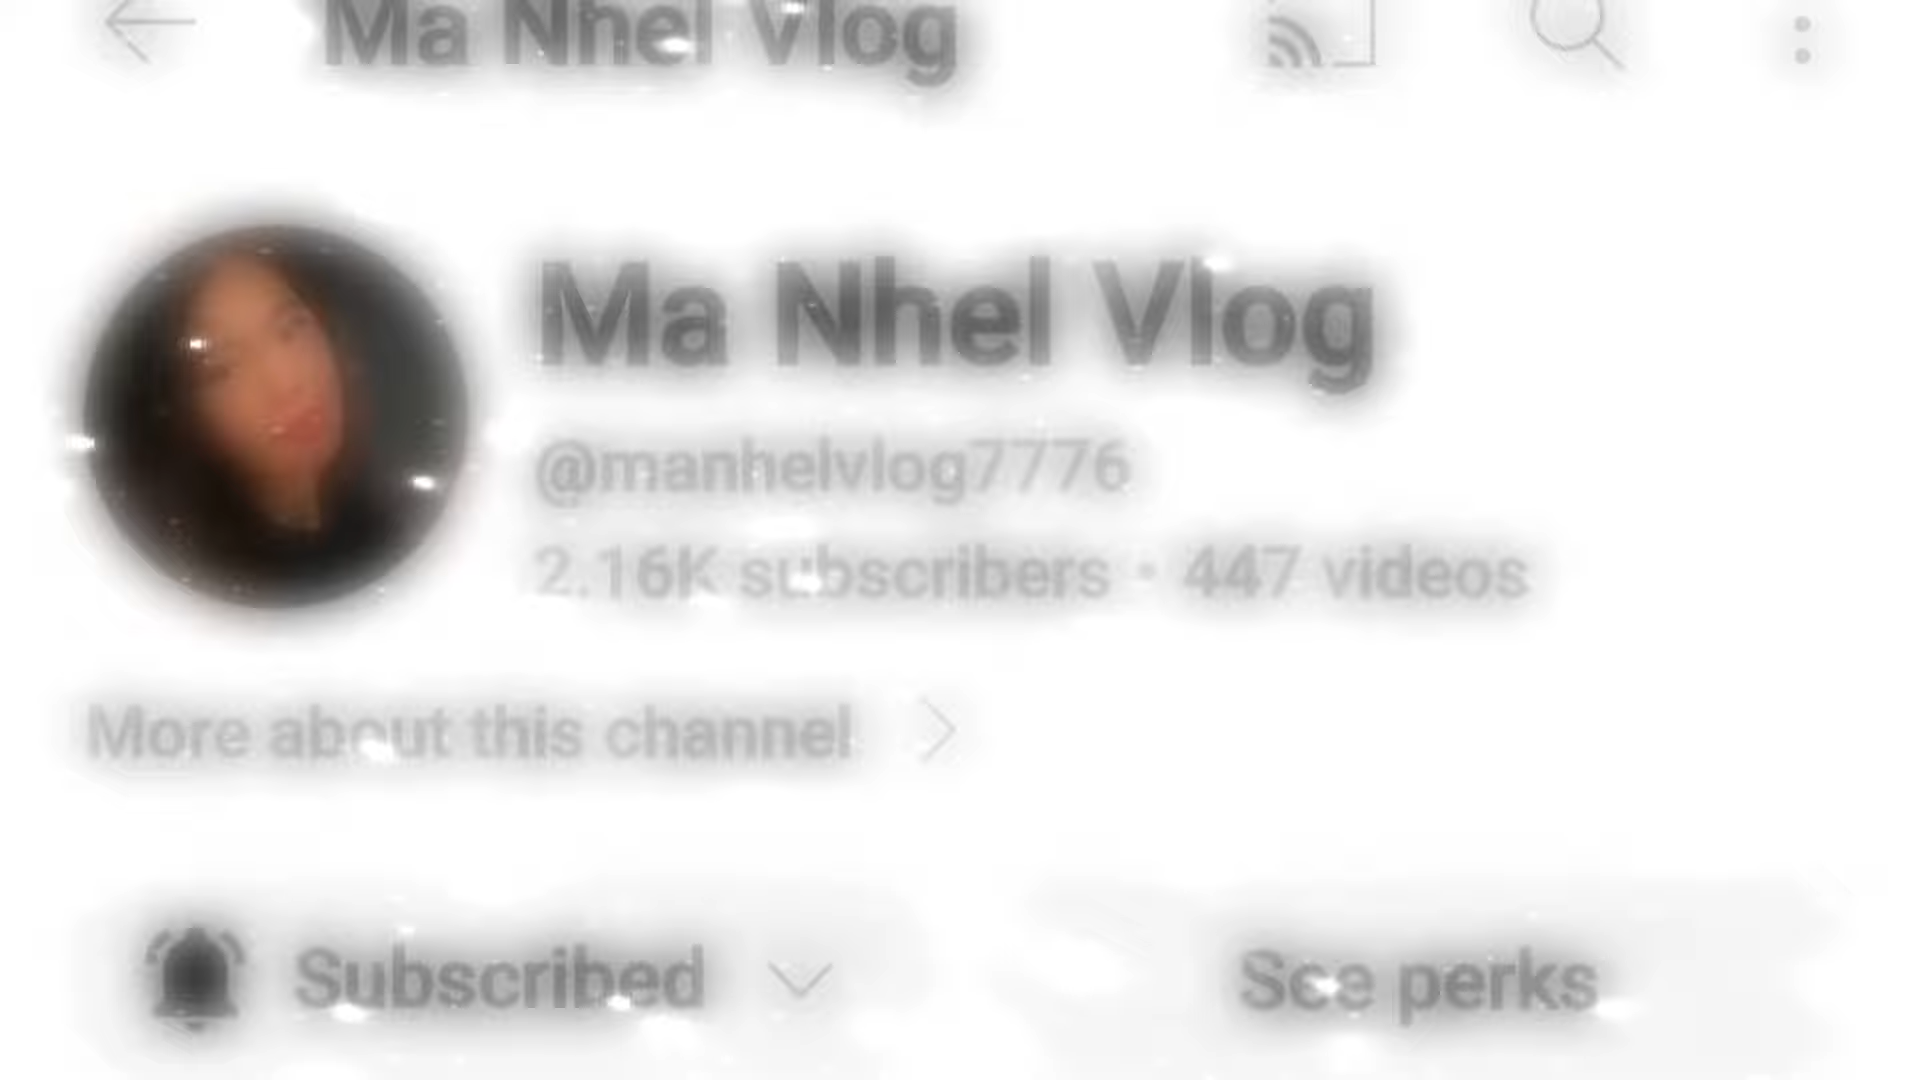 Ma Nhel Vlog
Ma Nhel Vlog
@manhelvlog7776
2.16K subscribers • 447 videos
More about this channel
Subscribed
See perks